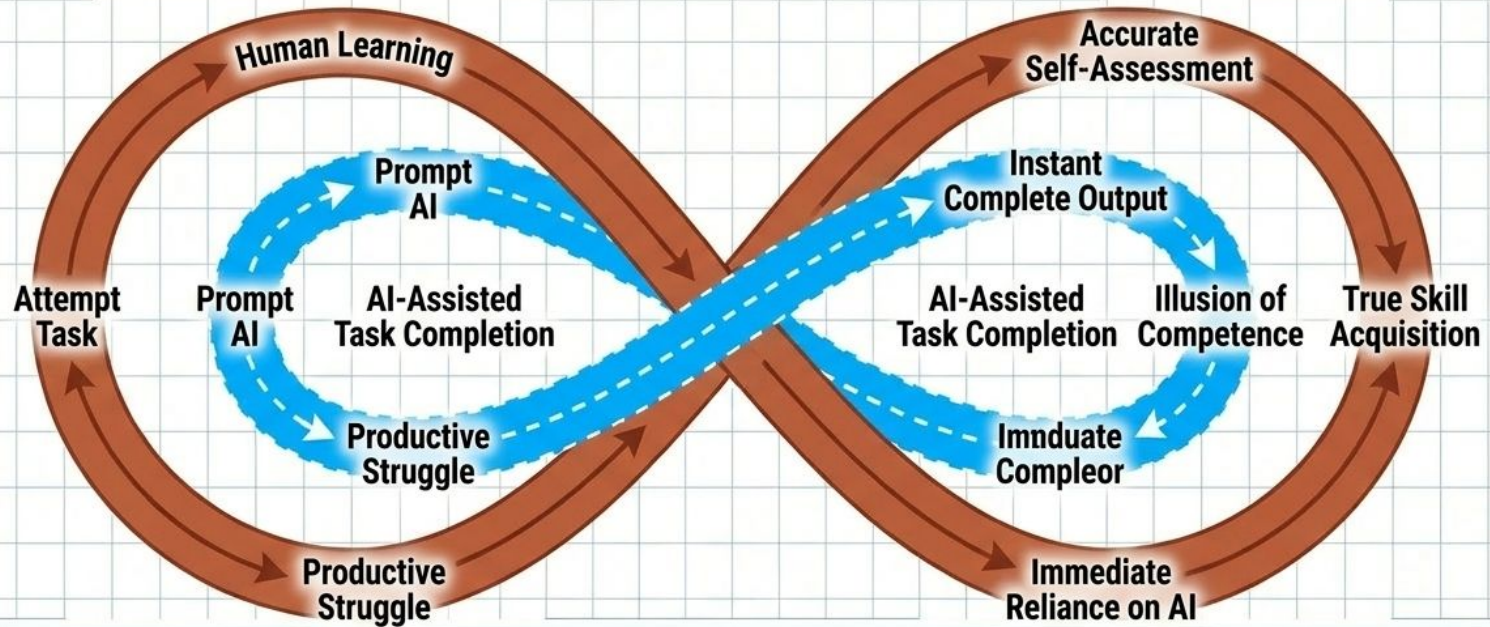 Human Learning
Accurate
Self-Assessment
Prompt
AI
Instant
Complete Output
Attempt
Task
Prompt
AI
AI-Assisted
Task Completion
AI-Assisted
Task Completion
Illusion of
Competence
True Skill
Acquisition
Productive
Struggle
Imnduate
Compleor
Productive
Struggle
Immediate
Reliance on AI